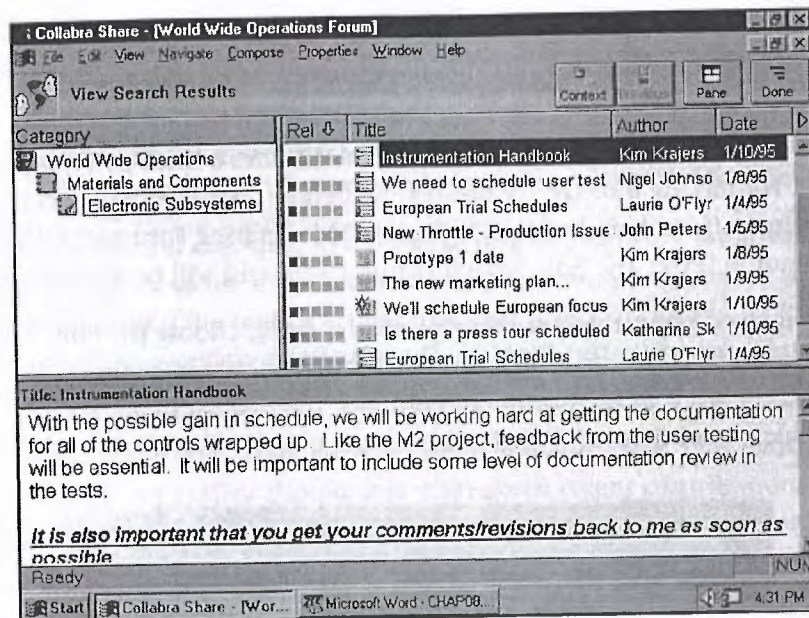 Collabra Share - [World Wide Operations Forum]
File Edit View Navigate Compose Properties Window Help
View Search Results
Context Pane Done
Category Rel Title Author Date
World Wide Operations
Materials and Components
Electronic Subsystems
Instrumentation Handbook Kim Krajers 1/10/95
We need to schedule user test Nigel Johnso 1/8/95
European Trial Schedules Laurie O'Flyr 1/4/95
New Throttle - Production Issue John Peters 1/5/95
Prototype 1 date Kim Krajers 1/8/95
The new marketing plan... Kim Krajers 1/9/95
We'll schedule European focus Kim Krajers 1/10/95
Is there a press tour scheduled Katherine Sk 1/10/95
European Trial Schedules Laurie O'Flyr 1/4/95
Title: Instrumentation Handbook
With the possible gain in schedule, we will be working hard at getting the documentation
for all of the controls wrapped up. Like the M2 project, feedback from the user testing
will be essential. It will be important to include some level of documentation review in
the tests.
It is also important that you get your comments/revisions back to me as soon as
possible
Ready NUM
Start Collabra Share - [Wor... Microsoft Word - CHAP08.... 4:31 PM